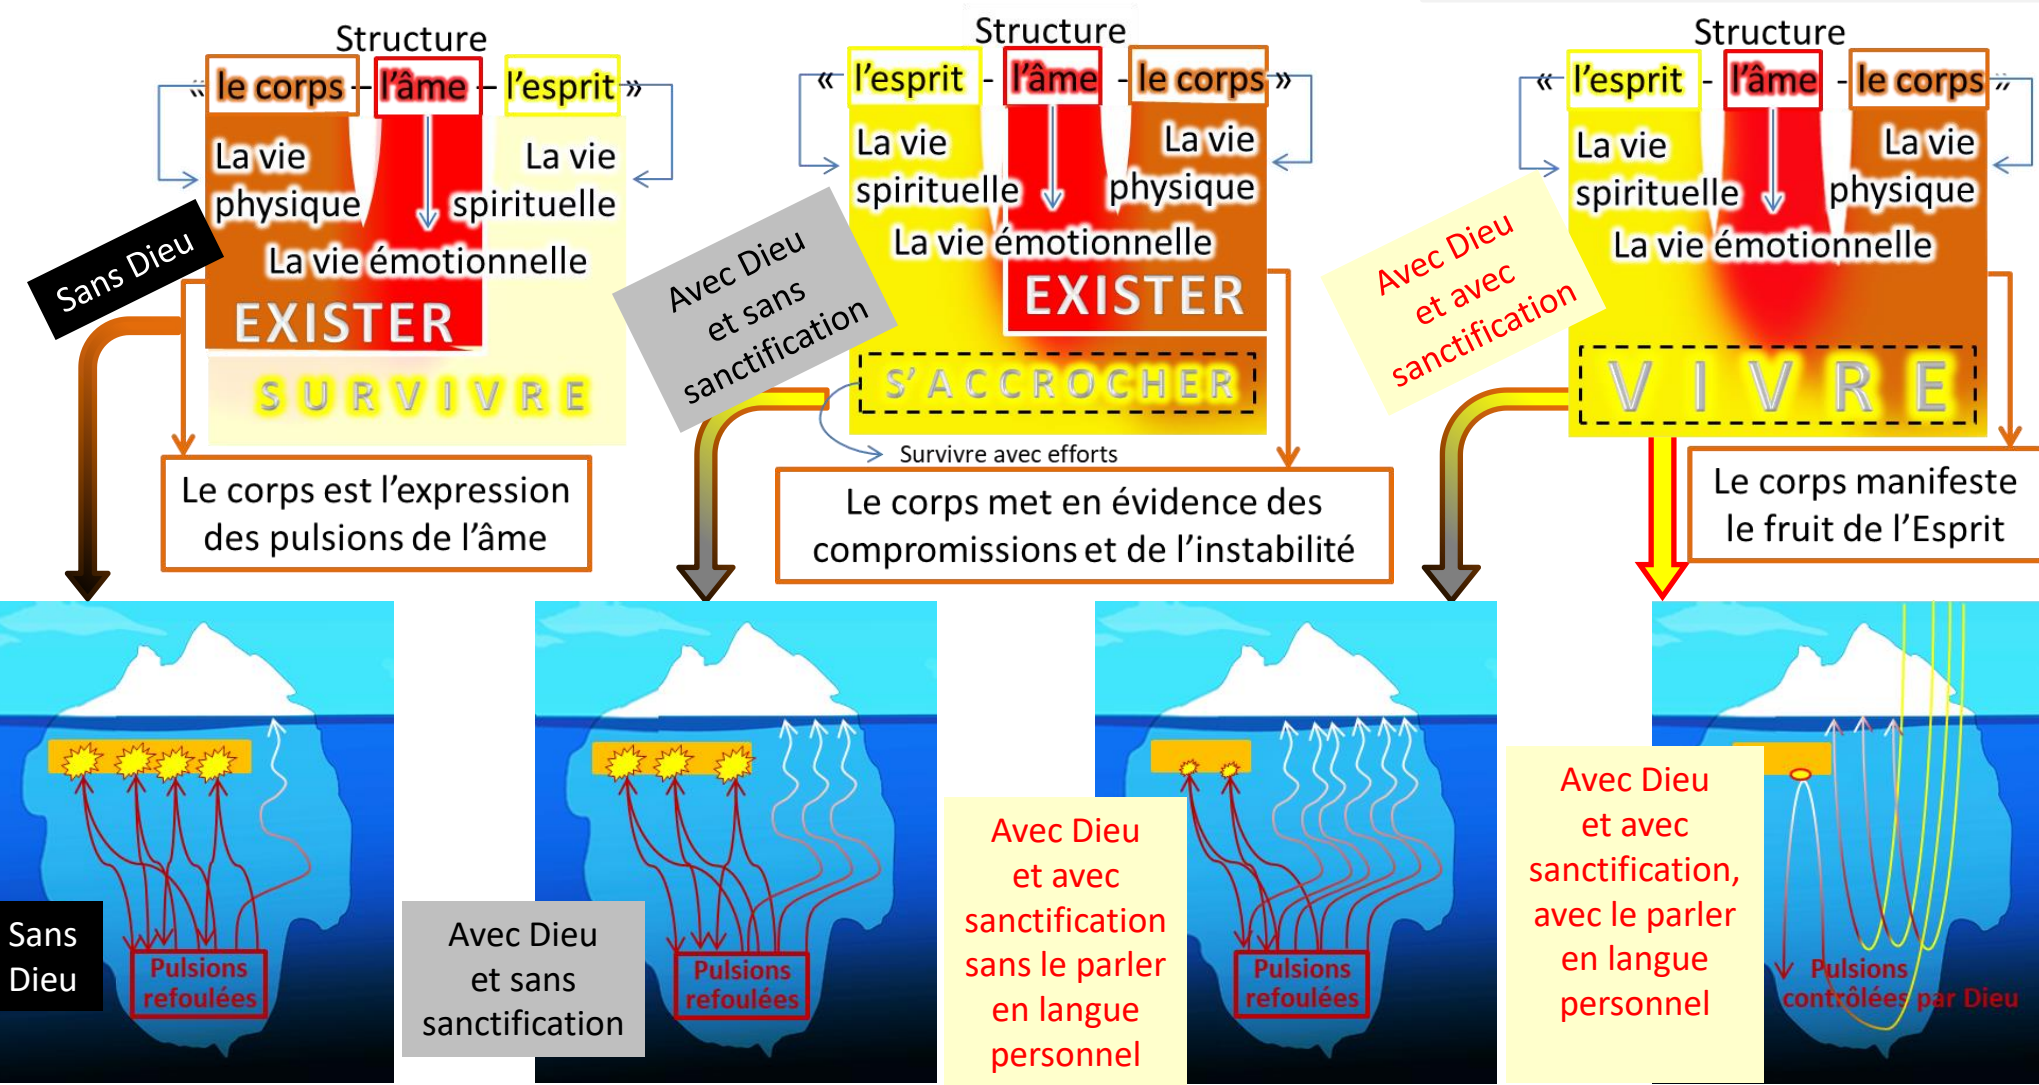 Structure
« le corps – l’âme – l’esprit »
La vie
physique
La vie
spirituelle
La vie émotionnelle
EXISTER
SURVIVRE
Sans Dieu
Le corps est l’expression
des pulsions de l’âme
Structure
« l’esprit - l’âme - le corps »
La vie
spirituelle
La vie
physique
La vie émotionnelle
EXISTER
S’ACCROCHER
Avec Dieu
et sans
sanctification
Survivre avec efforts
Le corps met en évidence des
compromissions et de l’instabilité
Structure
« l’esprit - l’âme - le corps »
La vie
spirituelle
La vie
physique
La vie émotionnelle
VIVRE
Avec Dieu
et avec
sanctification
Le corps manifeste
le fruit de l’Esprit
Sans
Dieu
Pulsions
refoulées
Avec Dieu
et sans
sanctification
Pulsions
refoulées
Avec Dieu
et avec
sanctification
sans le parler
en langue
personnel
Pulsions
refoulées
Avec Dieu
et avec
sanctification,
avec le parler
en langue
personnel
Pulsions
contrôlées par Dieu